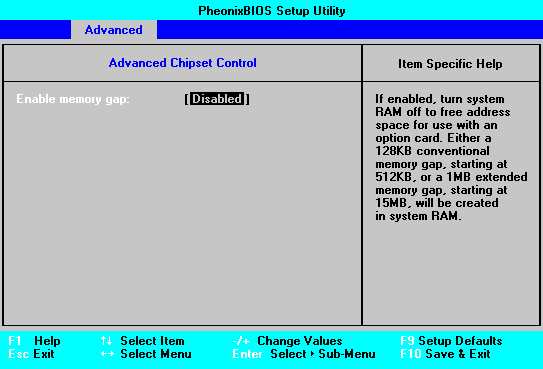 PheonixBIOS Setup Utility
Advanced
Advanced Chipset Control
Item Specific Help
Enable memory gap: [ Disabled ]
If enabled, turn system
RAM off to free address
space for use with an
option card. Either a
128KB conventional
memory gap, starting at
512KB, or a 1MB extended
memory gap, starting at
15MB, will be created
in system RAM.
F1 Help ↑↓ Select Item -/+ Change Values F9 Setup Defaults
Esc Exit ←→ Select Menu Enter Select ▸ Sub-Menu F10 Save & Exit